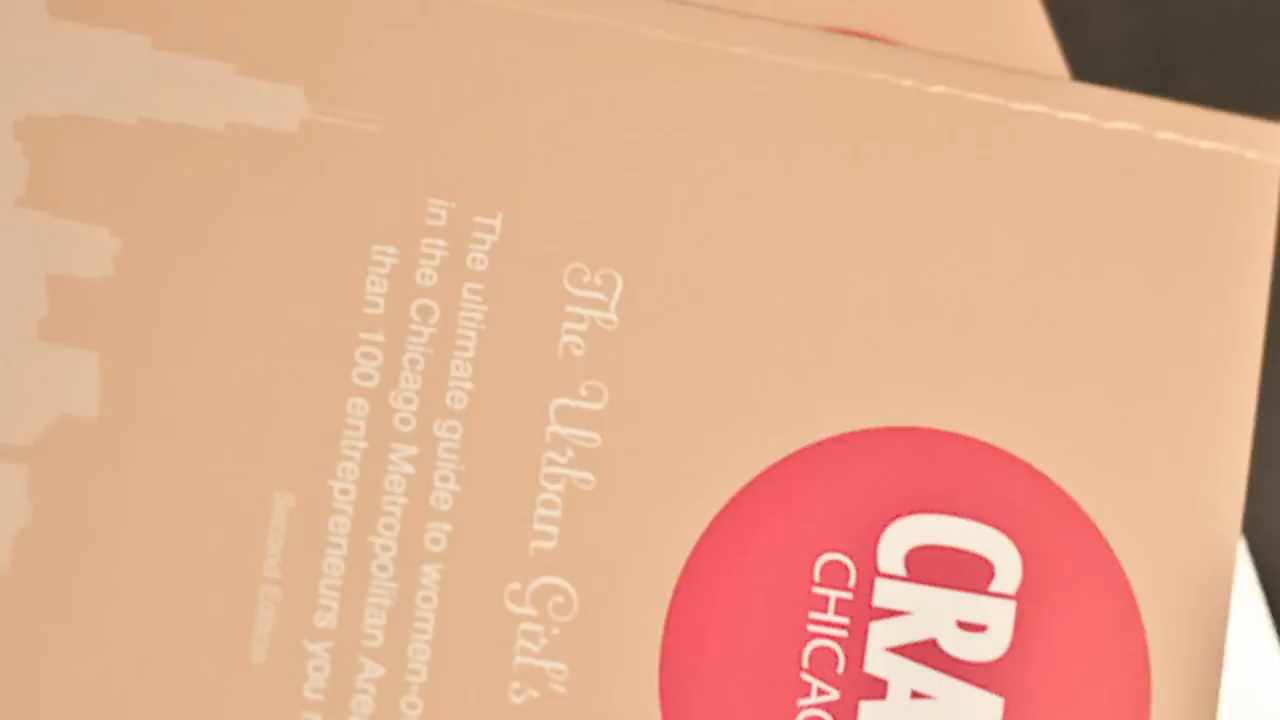 CRA
CHICAG
The Urban Girl's
The ultimate guide to women-o
in the Chicago Metropolitan Area
than 100 entrepreneurs you
Second Edition